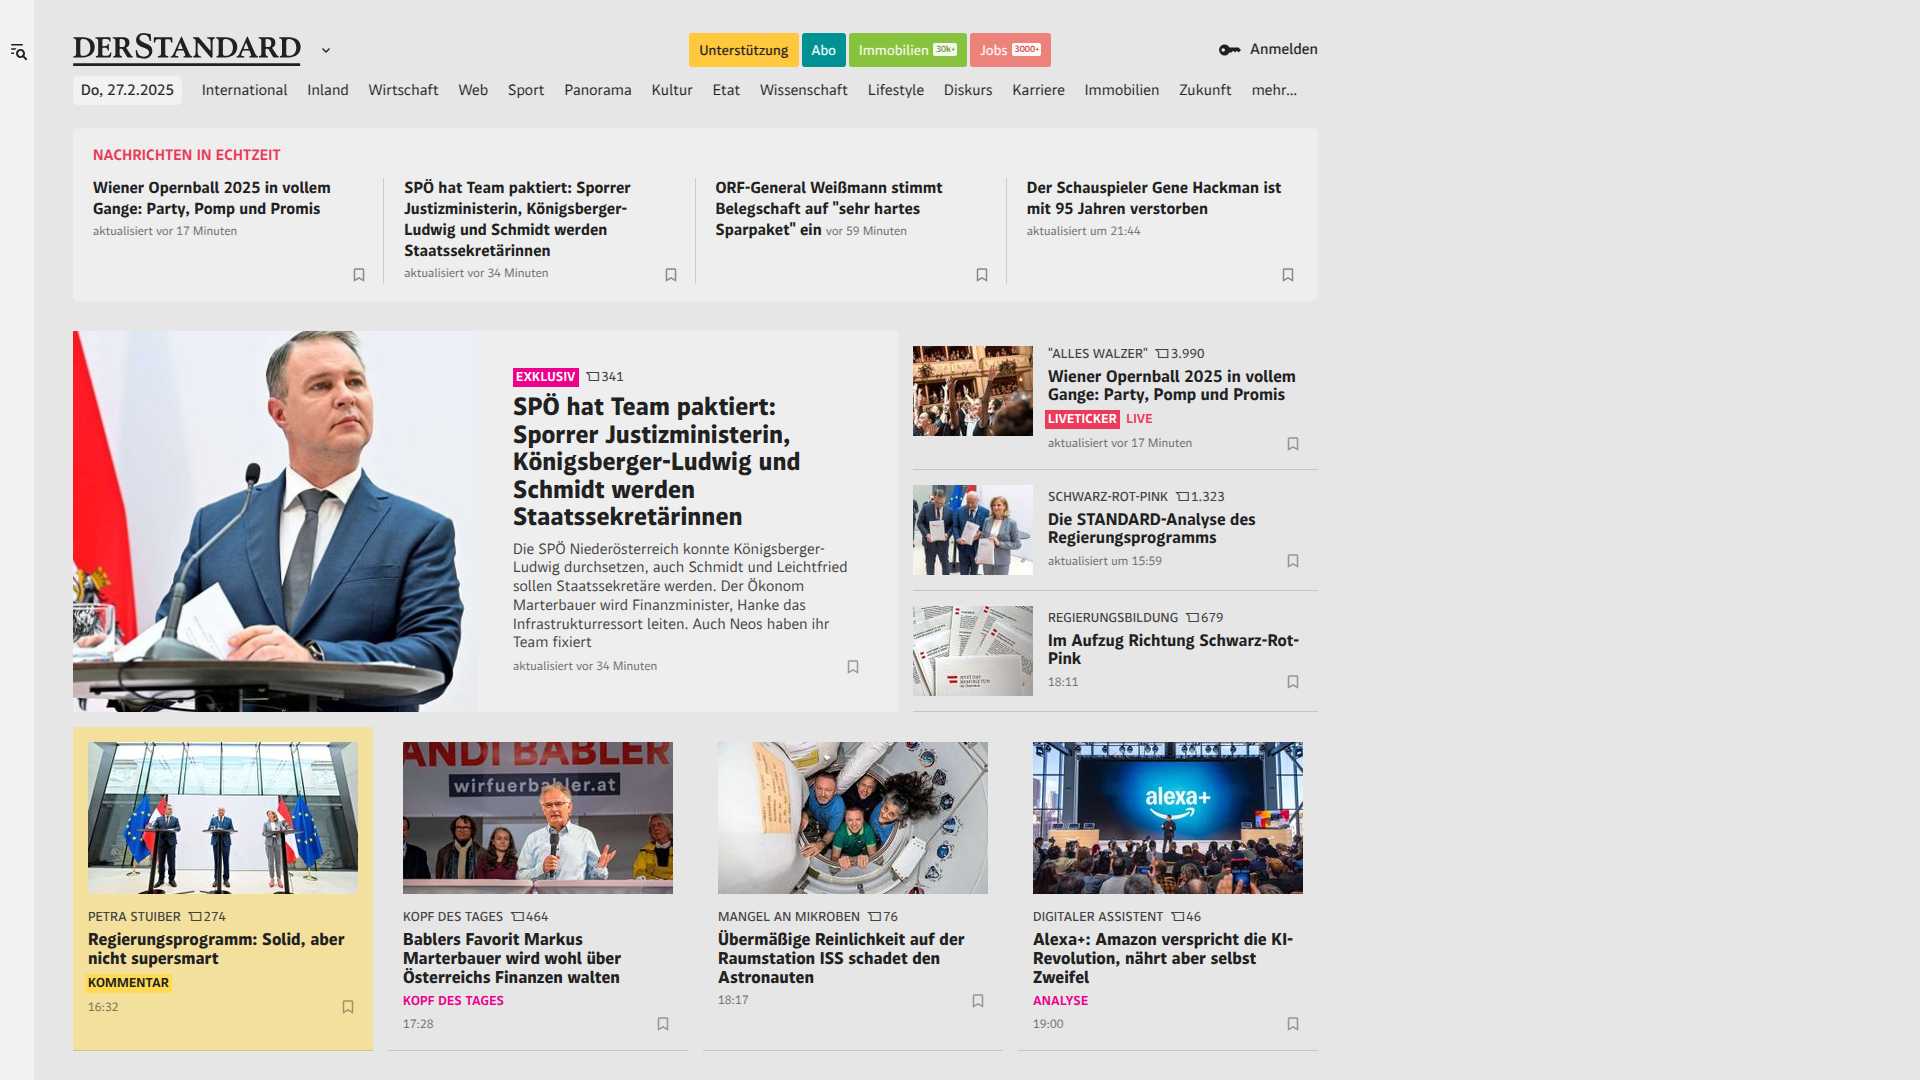 DERSTANDARD
Unterstützung
Abo
Immobilien 30k+
Jobs 3000+
Anmelden
Do, 27.2.2025
International
Inland
Wirtschaft
Web
Sport
Panorama
Kultur
Etat
Wissenschaft
Lifestyle
Diskurs
Karriere
Immobilien
Zukunft
mehr...
NACHRICHTEN IN ECHTZEIT
Wiener Opernball 2025 in vollem
Gange: Party, Pomp und Promis
aktualisiert vor 17 Minuten
SPÖ hat Team paktiert: Sporrer
Justizministerin, Königsberger-
Ludwig und Schmidt werden
Staatssekretärinnen
aktualisiert vor 34 Minuten
ORF-General Weißmann stimmt
Belegschaft auf "sehr hartes
Sparpaket" ein vor 59 Minuten
Der Schauspieler Gene Hackman ist
mit 95 Jahren verstorben
aktualisiert um 21:44
EXKLUSIV 341
SPÖ hat Team paktiert:
Sporrer Justizministerin,
Königsberger-Ludwig und
Schmidt werden
Staatssekretärinnen
Die SPÖ Niederösterreich konnte Königsberger-
Ludwig durchsetzen, auch Schmidt und Leichtfried
sollen Staatssekretäre werden. Der Ökonom
Marterbauer wird Finanzminister, Hanke das
Infrastrukturressort leiten. Auch Neos haben ihr
Team fixiert
aktualisiert vor 34 Minuten
"ALLES WALZER" 3.990
Wiener Opernball 2025 in vollem
Gange: Party, Pomp und Promis
LIVETICKER LIVE
aktualisiert vor 17 Minuten
SCHWARZ-ROT-PINK 1.323
Die STANDARD-Analyse des
Regierungsprogramms
aktualisiert um 15:59
REGIERUNGSBILDUNG 679
Im Aufzug Richtung Schwarz-Rot-
Pink
18:11
PETRA STUIBER 274
Regierungsprogramm: Solid, aber
nicht supersmart
KOMMENTAR
16:32
ANDI BABLER
wirfuerbabler.at
KOPF DES TAGES 464
Bablers Favorit Markus
Marterbauer wird wohl über
Österreichs Finanzen walten
KOPF DES TAGES
17:28
MANGEL AN MIKROBEN 76
Übermäßige Reinlichkeit auf der
Raumstation ISS schadet den
Astronauten
18:17
alexa+
DIGITALER ASSISTENT 46
Alexa+: Amazon verspricht die KI-
Revolution, nährt aber selbst
Zweifel
ANALYSE
19:00